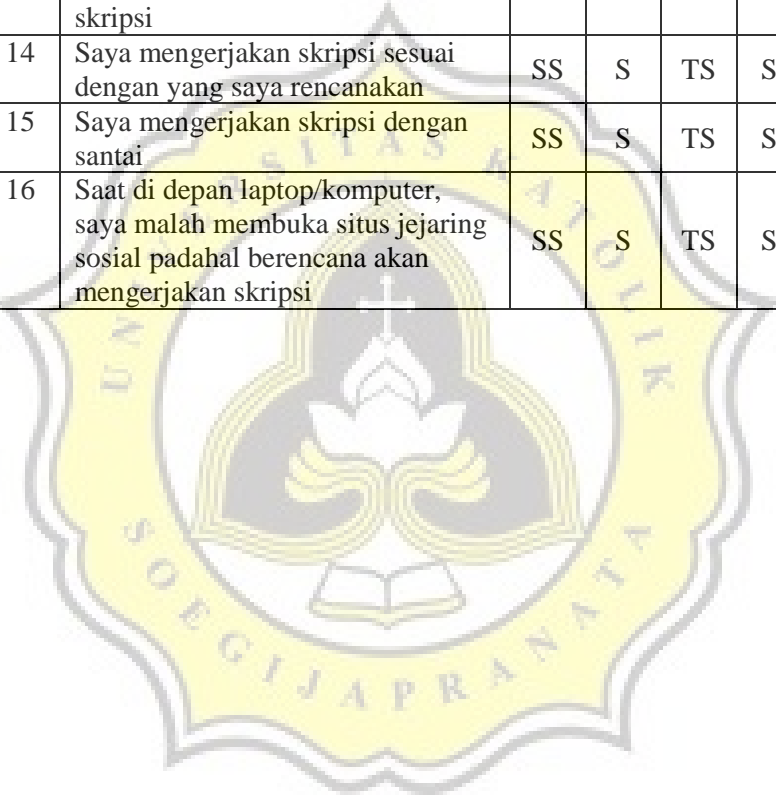 skripsi
14 Saya mengerjakan skripsi sesuai
dengan yang saya rencanakan SS S TS S
15 Saya mengerjakan skripsi dengan
santai SS S TS S
16 Saat di depan laptop/komputer,
saya malah membuka situs jejaring
sosial padahal berencana akan
mengerjakan skripsi SS S TS S
UNIVERSITAS KATOLIK
SOEGIJAPRANATA